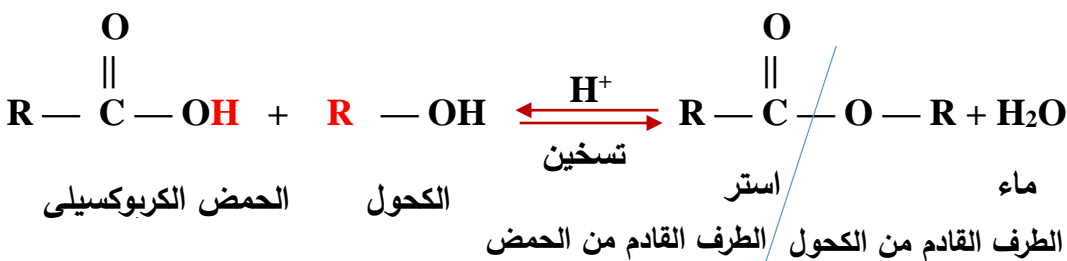 O O
|| ||
R — C — OH + R — OH H⁺ R — C — O — R + H₂O
تسخين
الحمض الكربوكسيلى الكحول استر ماء
الطرف القادم من الحمض الطرف القادم من الكحول